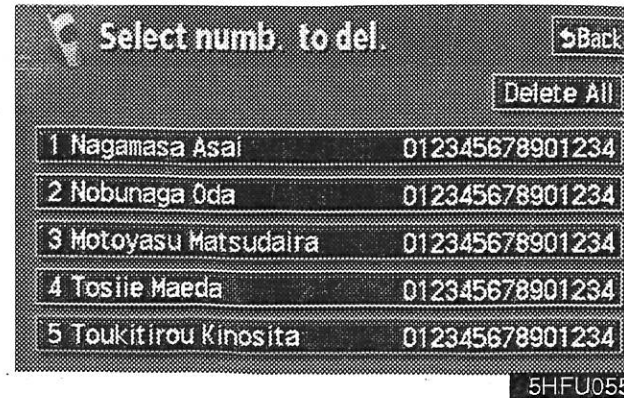 Select numb. to del.
Back
Delete All
1 Nagamasa Asai 012345678901234
2 Nobunaga Oda 012345678901234
3 Motoyasu Matsudaira 012345678901234
4 Tosiie Maeda 012345678901234
5 Toukitirou Kinosita 012345678901234
5HFU055